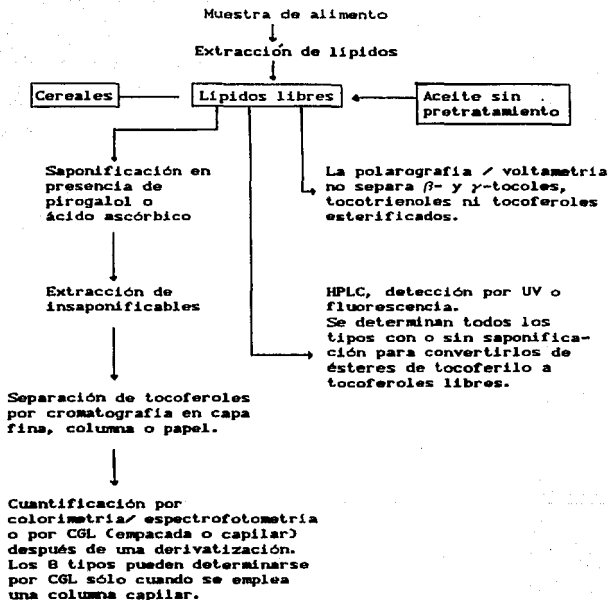 Muestra de alimento
Extracción de lípidos
Cereales
Lípidos libres
Aceite sin
pretratamiento
Saponificación en
presencia de
pirogalol o
ácido ascórbico
La polarografía / voltametría
no separa β- y γ-tocoles,
tocotrienoles ni tocoferoles
esterificados.
Extracción de
insaponificables
HPLC, detección por UV o
fluorescencia.
Se determinan todos los
tipos con o sin saponifica-
ción para convertirlos de
ésteres de tocoferilo a
tocoferoles libres.
Separación de tocoferoles
por cromatografía en capa
fina, columna o papel.
Cuantificación por
colorimetría/ espectrofotometría
o por CGL (empacada o capilar)
después de una derivatización.
Los 8 tipos pueden determinarse
por CGL sólo cuando se emplea
una columna capilar.